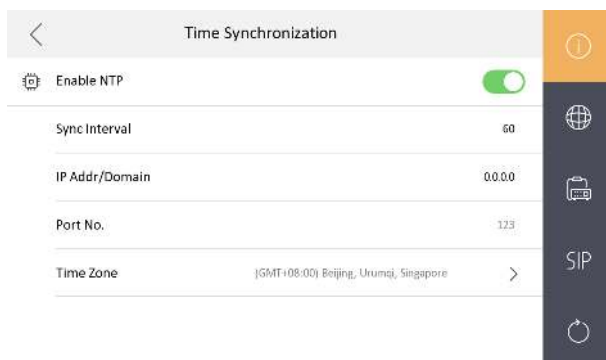 Time Synchronization
Enable NTP
Sync Interval 60
IP Addr/Domain 0.0.0.0
Port No. 123
Time Zone (GMT+08:00) Beijing, Urumqi, Singapore
SIP